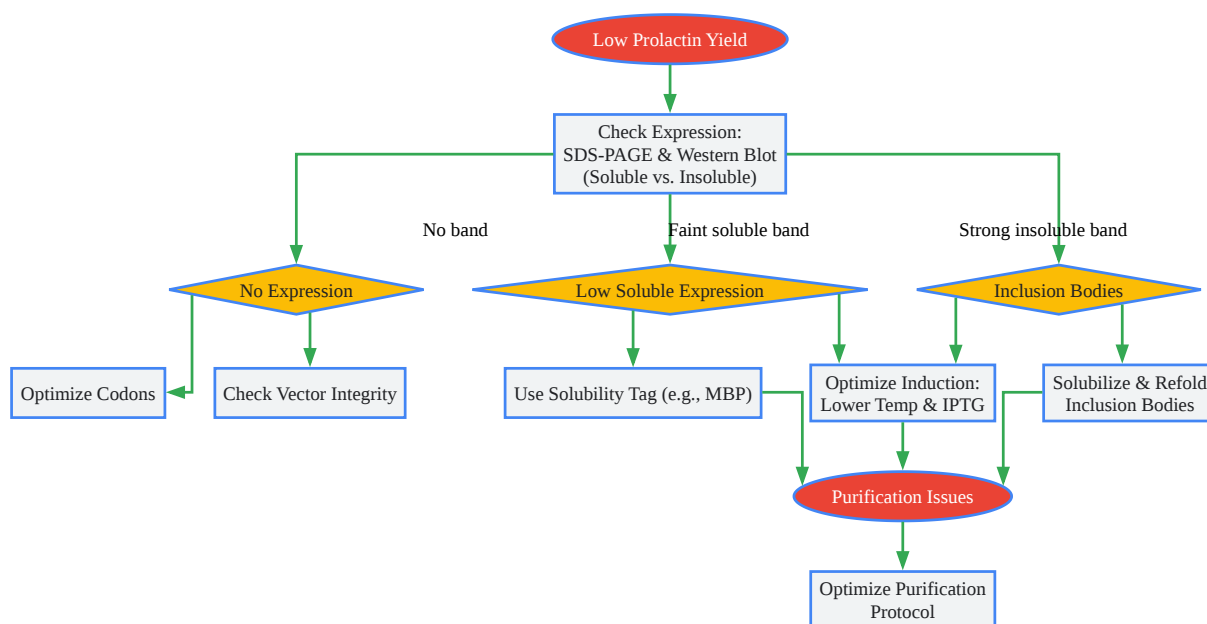 Low Prolactin Yield
Check Expression:
SDS-PAGE & Western Blot
(Soluble vs. Insoluble)
No band
Faint soluble band
Strong insoluble band
No Expression
Low Soluble Expression
Inclusion Bodies
Optimize Codons
Check Vector Integrity
Use Solubility Tag (e.g., MBP)
Optimize Induction:
Lower Temp & IPTG
Solubilize & Refold
Inclusion Bodies
Purification Issues
Optimize Purification
Protocol